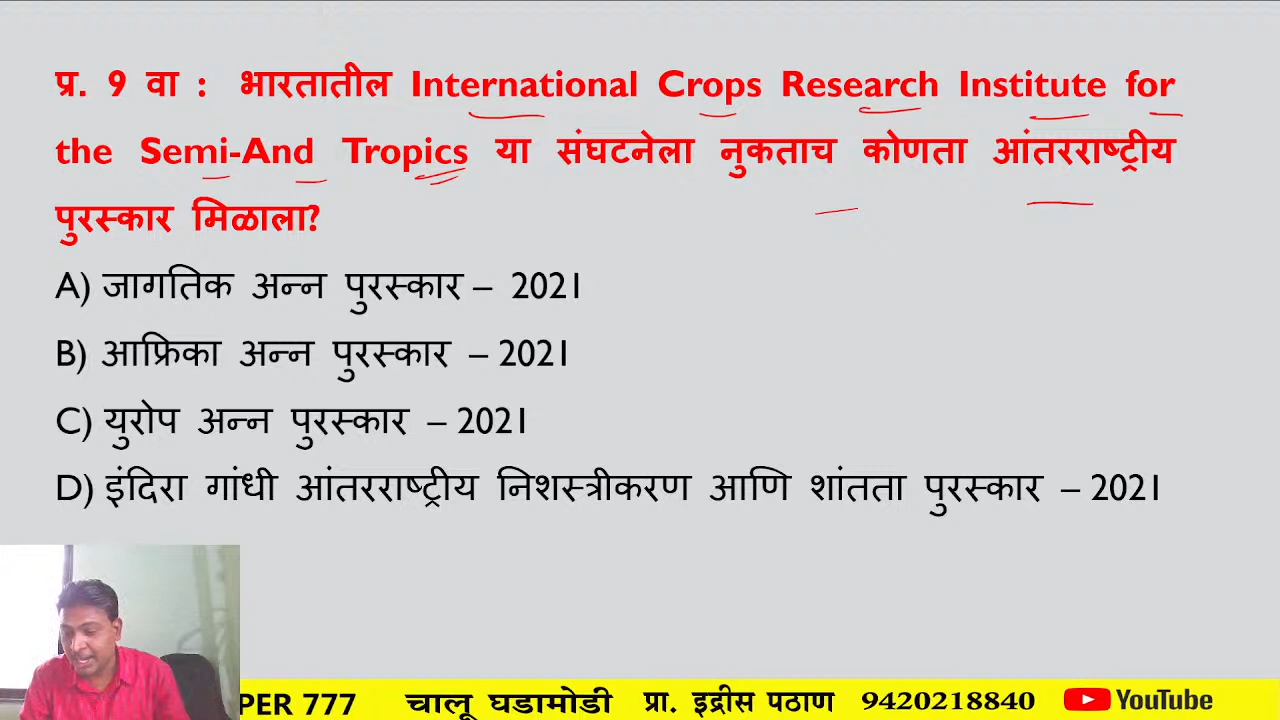 प्र. 9 वा : भारतातील International Crops Research Institute for
the Semi-And Tropics या संघटनेला नुकताच कोणता आंतरराष्ट्रीय
पुरस्कार मिळाला?
A) जागतिक अन्न पुरस्कार – 2021
B) आफ्रिका अन्न पुरस्कार – 2021
C) युरोप अन्न पुरस्कार – 2021
D) इंदिरा गांधी आंतरराष्ट्रीय निशस्त्रीकरण आणि शांतता पुरस्कार – 2021
PER 777 चालू घडामोडी प्रा. इद्रीस पठाण 9420218840 YouTube